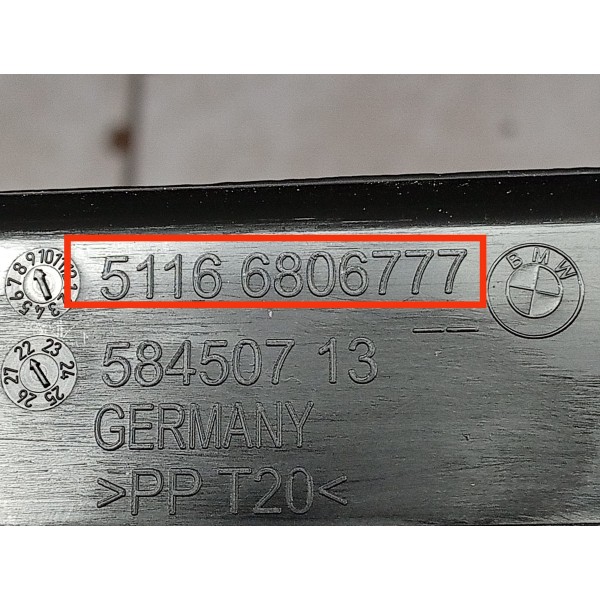 5116 6806777
BMW
584507 13
GERMANY
>PP T20<